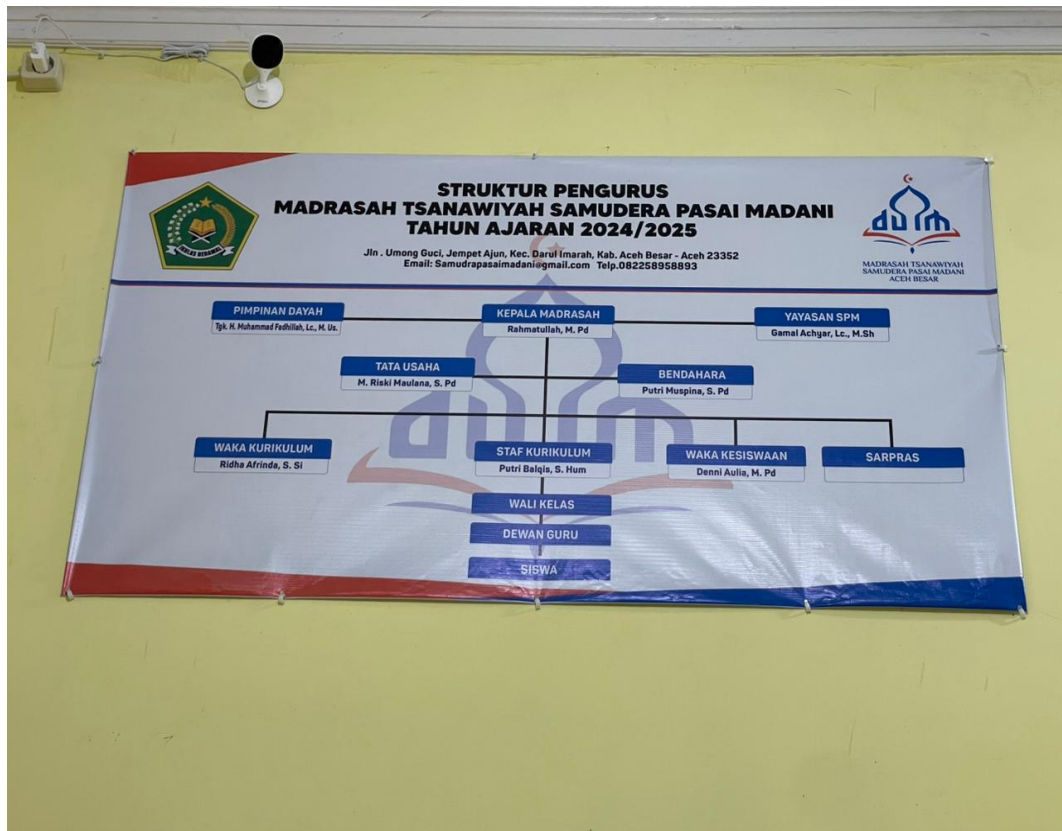 STRUKTUR PENGURUS
MADRASAH TSANAWIYAH SAMUDERA PASAI MADANI
TAHUN AJARAN 2024/2025
Jln . Umong Guci, Jempet Ajun, Kec. Darul Imarah, Kab. Aceh Besar - Aceh 23352
Email: Samudrapasaimadani@gmail.com Telp.082258958893
IKHLAS BERAMAL
MADRASAH TSANAWIYAH
SAMUDERA PASAI MADANI
ACEH BESAR
PIMPINAN DAYAH
Tgk. H. Muhammad Fadhillah, Lc., M. Us.
KEPALA MADRASAH
Rahmatullah, M. Pd
YAYASAN SPM
Gamal Achyar, Lc., M.Sh
TATA USAHA
M. Riski Maulana, S. Pd
BENDAHARA
Putri Muspina, S. Pd
WAKA KURIKULUM
Ridha Afrinda, S. Si
STAF KURIKULUM
Putri Balqis, S. Hum
WAKA KESISWAAN
Denni Aulia, M. Pd
SARPRAS
WALI KELAS
DEWAN GURU
SISWA